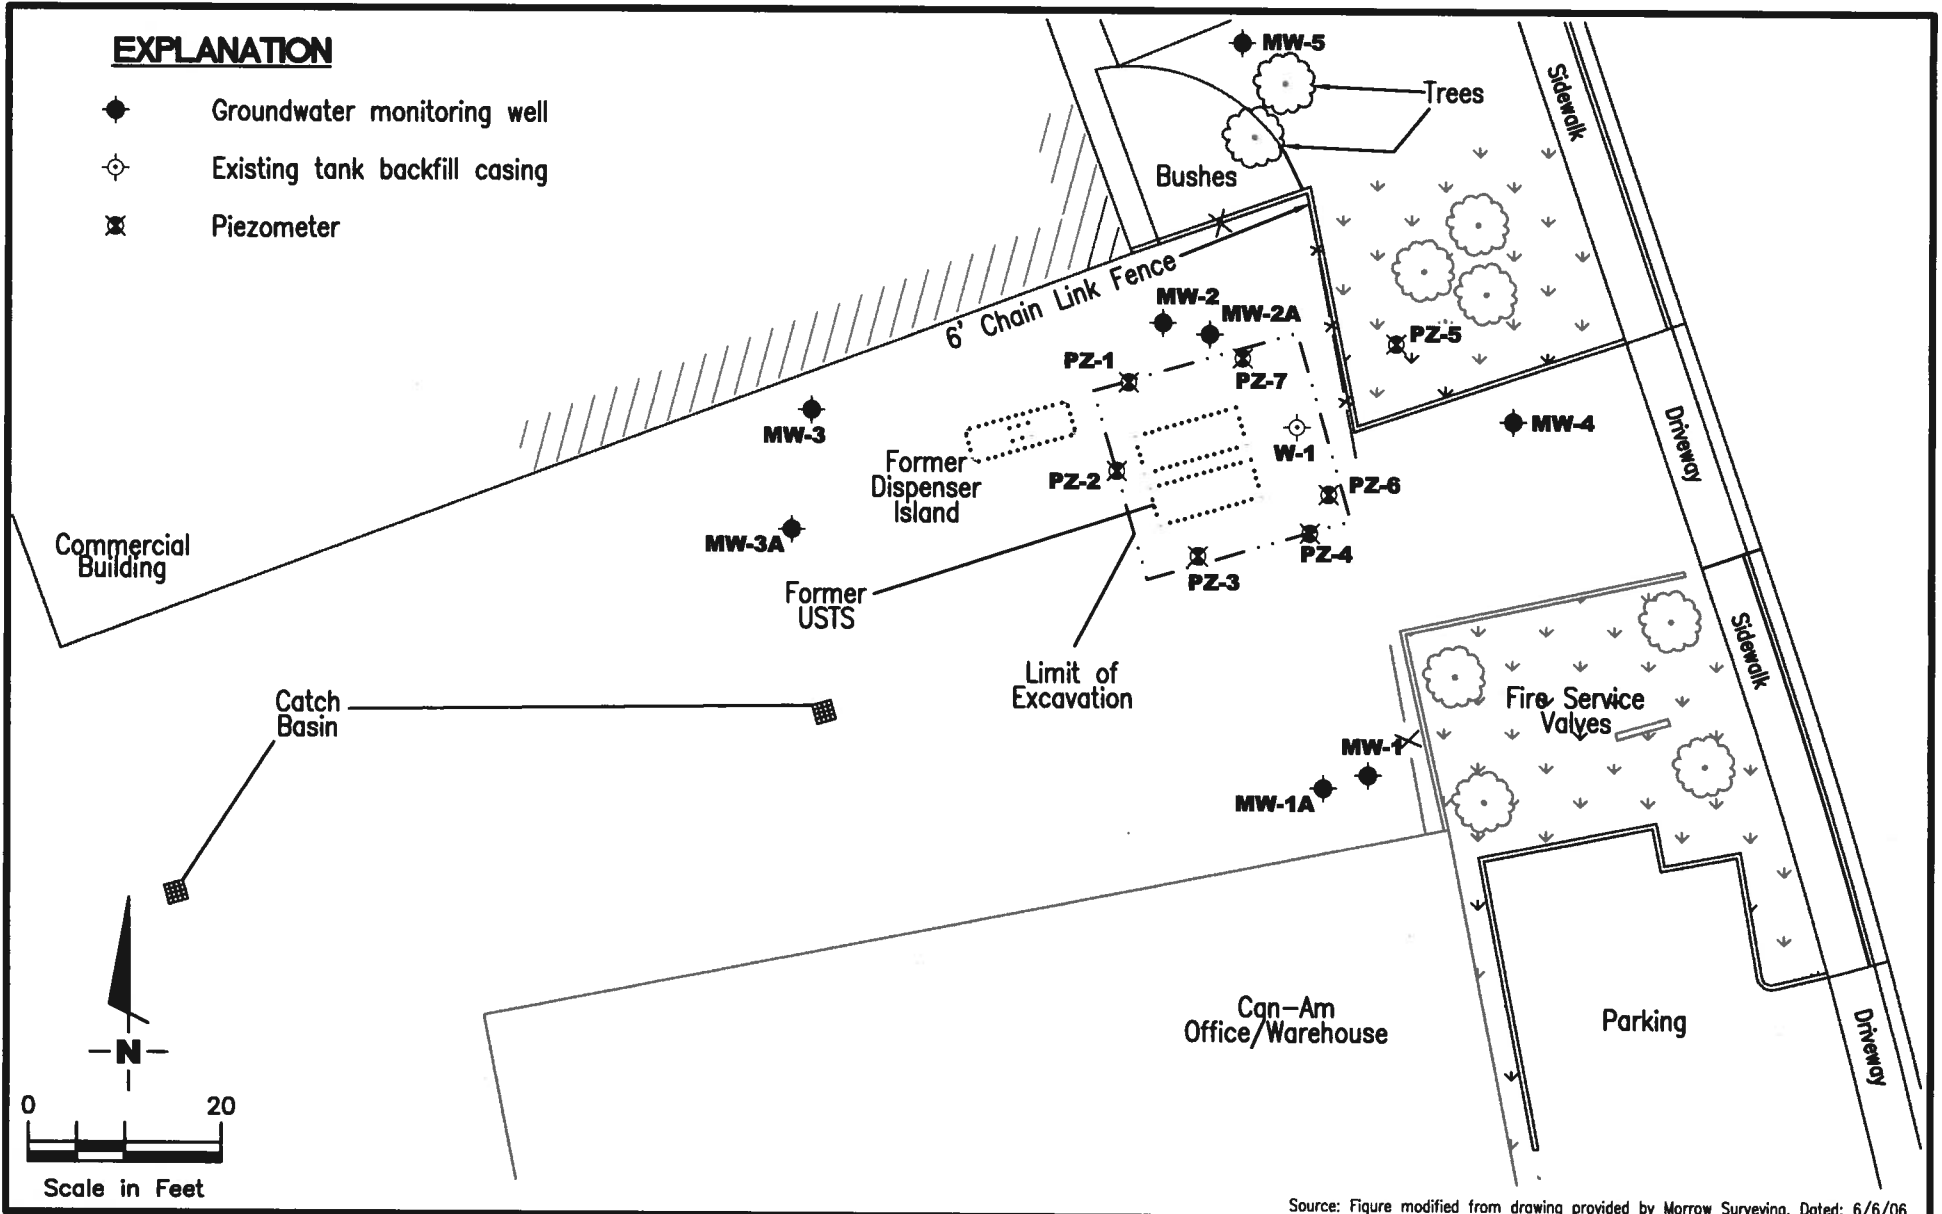 EXPLANATION
Groundwater monitoring well
Existing tank backfill casing
Piezometer
MW-5
Trees
Sidewalk
Bushes
6' Chain Link Fence
MW-2
MW-2A
PZ-5
PZ-1
PZ-7
MW-3
MW-4
Driveway
W-1
Former
Dispenser
Island
PZ-2
PZ-6
MW-3A
Commercial
Building
PZ-4
PZ-3
Former
USTS
Limit of
Excavation
Sidewalk
Catch
Basin
Fire Service
Valves
MW-1
MW-1A
Can-Am
Office/Warehouse
Parking
Driveway
N
0 20
Scale in Feet
Source: Figure modified from drawing provided by Morrow Surveying, Dated: 6/6/06